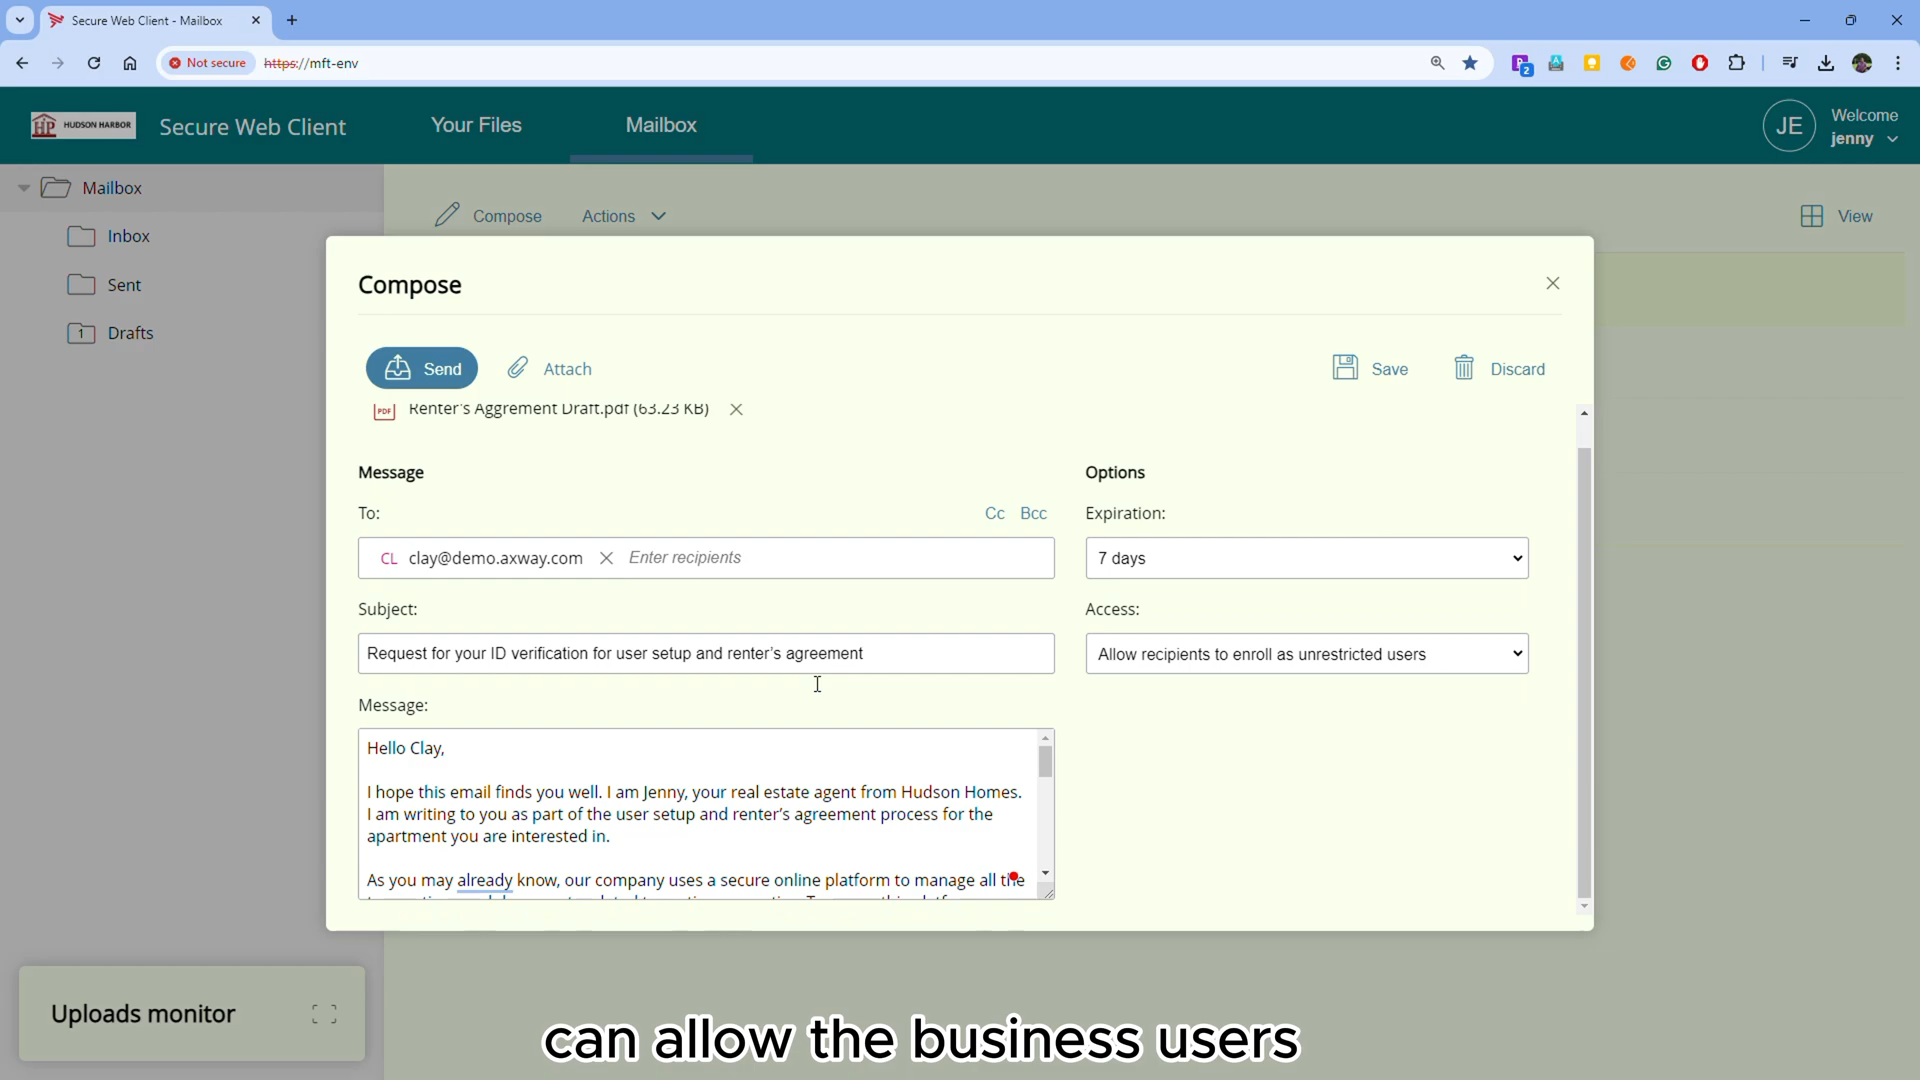 Secure Web Client - Mailbox
Not secure
https://mft-env
2
HP HUDSON HARBOR
Secure Web Client
Your Files
Mailbox
JE
Welcome
jenny
Mailbox
Inbox
Sent
1 Drafts
Compose
Actions
View
Compose
Send
Attach
Save
Discard
PDF Renter's Aggrement Draft.pdf (63.23 KB)
Message
Options
To:
Cc Bcc
Expiration:
CL clay@demo.axway.com
Enter recipients
7 days
Subject:
Access:
Request for your ID verification for user setup and renter's agreement
Allow recipients to enroll as unrestricted users
Message:
Hello Clay,
I hope this email finds you well. I am Jenny, your real estate agent from Hudson Homes.
I am writing to you as part of the user setup and renter's agreement process for the
apartment you are interested in.
As you may already know, our company uses a secure online platform to manage all the
Uploads monitor
can allow the business users